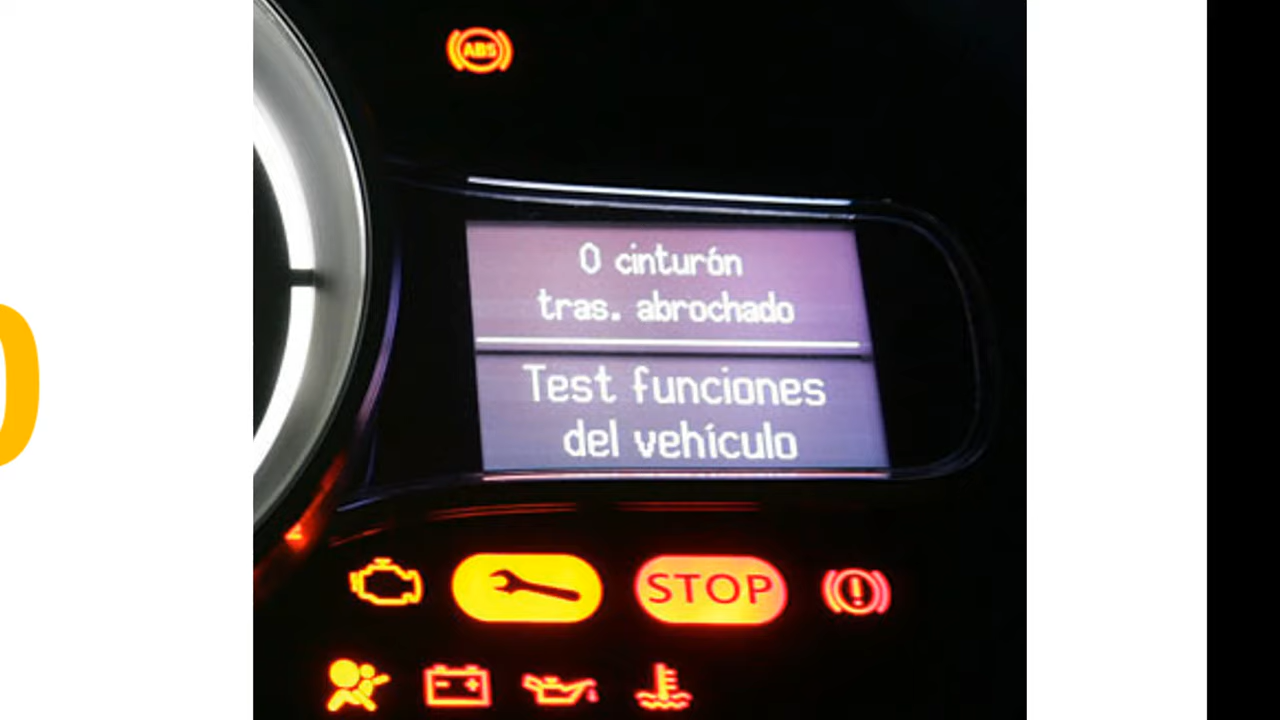 ABS
0 cinturón
tras. abrochado
Test funciones
del vehículo
STOP